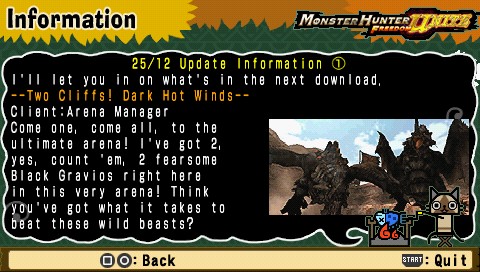 Information
MONSTER HUNTER
FREEDOM UNITE
25/12 Update Information ①
I'll let you in on what's in the next download,
--Two Cliffs! Dark Hot Winds--
Client:Arena Manager
Come one, come all, to the
ultimate arena! I've got 2,
yes, count 'em, 2 fearsome
Black Gravios right here
in this very arena! Think
you've got what it takes to
beat these wild beasts?
□○: Back
START: Quit